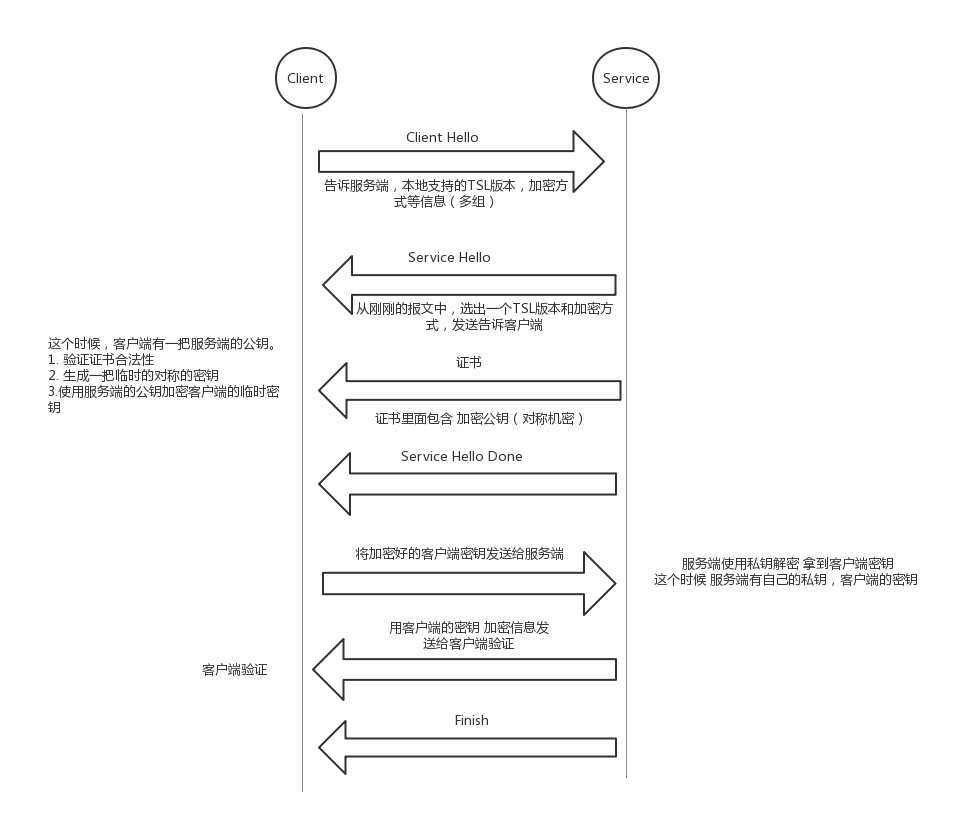 Client
Service
Client Hello
告诉服务端，本地支持的TSL版本，加密方
式等信息（多组）
Service Hello
从刚刚的报文中，选出一个TSL版本和加密方
式，发送告诉客户端
这个时候，客户端有一把服务端的公钥。
1. 验证证书合法性
2. 生成一把临时的对称的密钥
3.使用服务端的公钥加密客户端的临时密
钥
证书
证书里面包含 加密公钥（对称机密）
Service Hello Done
将加密好的客户端密钥发送给服务端
服务端使用私钥解密 拿到客户端密钥
这个时候 服务端有自己的私钥，客户端的密钥
用客户端的密钥 加密信息发
送给客户端验证
客户端验证
Finish